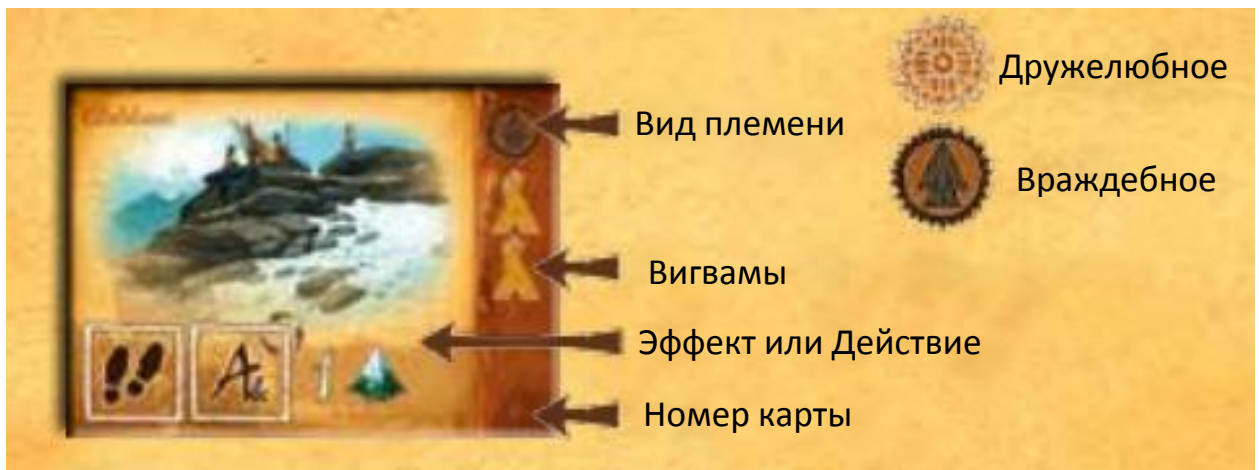 Дружелюбное
Вид племени
Враждебное
Вигвамы
Эффект или Действие
Номер карты